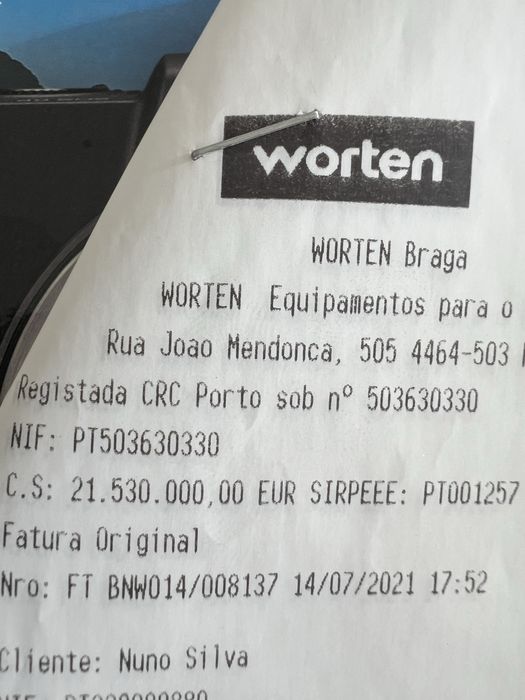 worten
WORTEN Braga
WORTEN Equipamentos para o
Rua Joao Mendonca, 505 4464-503
Registada CRC Porto sob nº 503630330
NIF: PT503630330
C.S: 21.530.000,00 EUR SIRPEEE: PT001257
Fatura Original
Nro: FT BNW014/008137 14/07/2021 17:52
Cliente: Nuno Silva